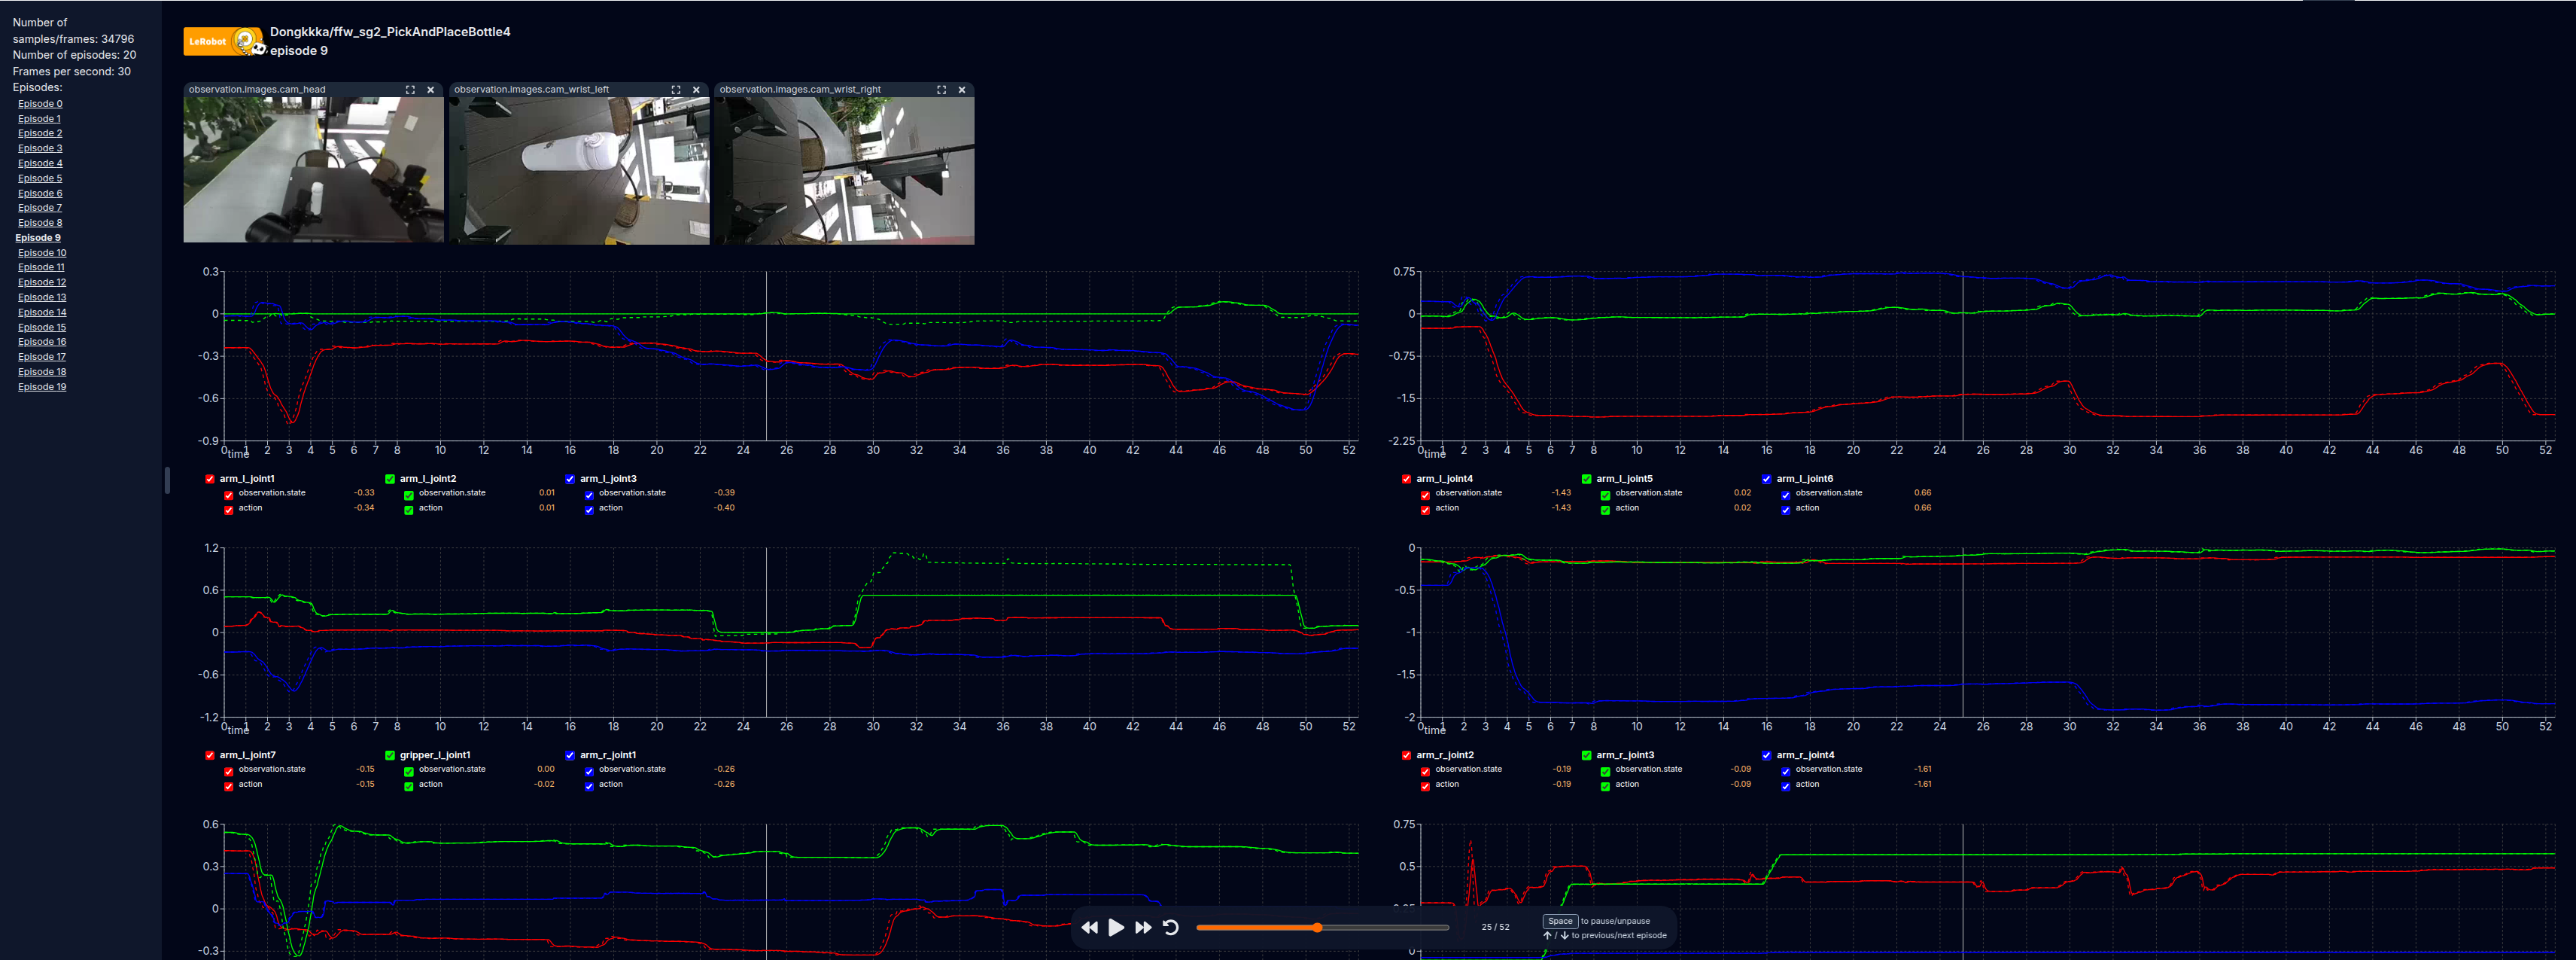 Number of
samples/frames: 34796
Number of episodes: 20
Frames per second: 30
Episodes:
Episode 0
Episode 1
Episode 2
Episode 3
Episode 4
Episode 5
Episode 6
Episode 7
Episode 8
Episode 9
Episode 10
Episode 11
Episode 12
Episode 13
Episode 14
Episode 15
Episode 16
Episode 17
Episode 18
Episode 19
LeRobot
Dongkkka/ffw_sg2_PickAndPlaceBottle4
episode 9
observation.images.cam_head
observation.images.cam_wrist_left
observation.images.cam_wrist_right
0.3
0
-0.3
-0.6
-0.9
0 1 2 3 4 5 6 7 8 10 12 14 16 18 20 22 24 26 28 30 32 34 36 38 40 42 44 46 48 50 52
time
arm_l_joint1 arm_l_joint2 arm_l_joint3
observation.state -0.33 observation.state 0.01 observation.state -0.39
action -0.34 action 0.01 action -0.40
0.75
0
-0.75
-1.5
-2.25
0 1 2 3 4 5 6 7 8 10 12 14 16 18 20 22 24 26 28 30 32 34 36 38 40 42 44 46 48 50 52
time
arm_l_joint4 arm_l_joint5 arm_l_joint6
observation.state -1.43 observation.state 0.02 observation.state 0.66
action -1.43 action 0.02 action 0.66
1.2
0.6
0
-0.6
-1.2
0 1 2 3 4 5 6 7 8 10 12 14 16 18 20 22 24 26 28 30 32 34 36 38 40 42 44 46 48 50 52
time
arm_l_joint7 gripper_l_joint1 arm_r_joint1
observation.state -0.15 observation.state 0.00 observation.state -0.26
action -0.15 action -0.02 action -0.26
0
-0.5
-1
-1.5
-2
0 1 2 3 4 5 6 7 8 10 12 14 16 18 20 22 24 26 28 30 32 34 36 38 40 42 44 46 48 50 52
time
arm_r_joint2 arm_r_joint3 arm_r_joint4
observation.state -0.19 observation.state -0.09 observation.state -1.61
action -0.19 action -0.09 action -1.61
0.6
0.3
0
-0.3
0.75
0.5
0.25
0
25 / 52
Space to pause/unpause
↑ / ↓ to previous/next episode